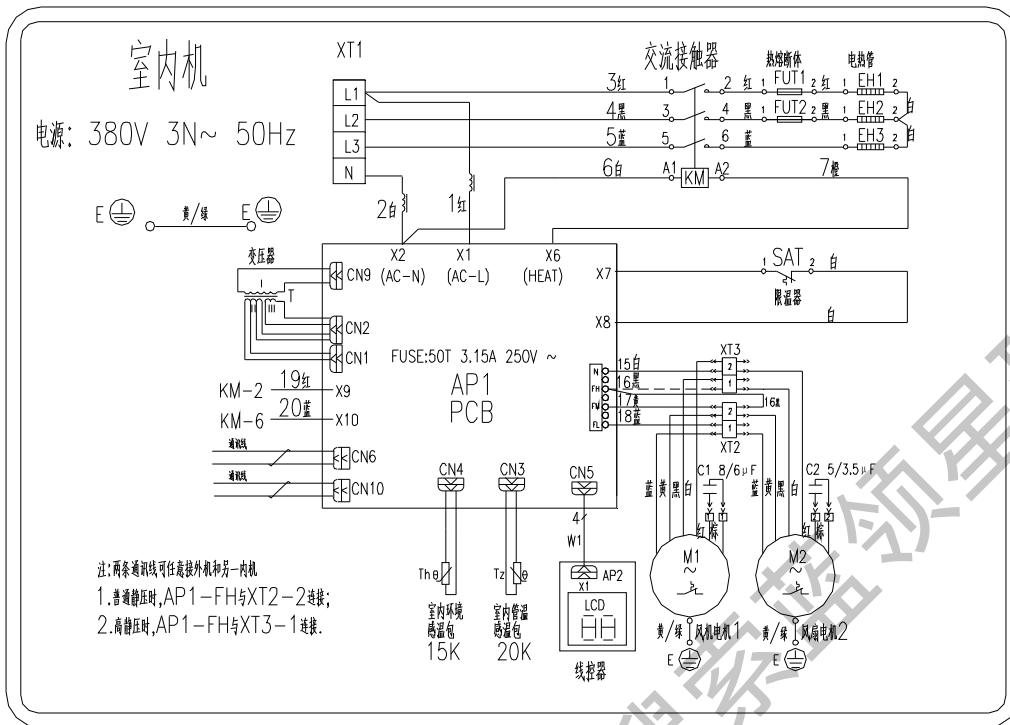 室内机
电源: 380V 3N~ 50Hz
E 黄/绿 E
XT1
L1
L2
L3
N
交流接触器
热熔断体
电热管
3红 1 2 红 1 FUT1 2 红 1 EH1 2
4黑 3 4 黑 1 FUT2 2 黑 1 EH2 2 白
5蓝 5 6 蓝 1 EH3 2 白
6白 A1 KM A2 7橙
2白 1红
变压器
I
II III
T
CN9
CN2
CN1
X2 X1 X6
(AC-N) (AC-L) (HEAT)
X7
X8
1 SAT 2 白
限温器
白
FUSE:50T 3.15A 250V ~
AP1
PCB
KM-2 19红 X9
KM-6 20蓝 X10
通讯线 CN6
通讯线 CN10
N 15白
FH 16黑
FM 17黄
FL 18蓝
16黑
XT3
2
1
2
1
XT2
CN4 CN3 CN5
4
W1
Th θ
室内环境
感温包
15K
Tz θ
室内管温
感温包
20K
X1 AP2
LCD
线控器
蓝 黄 黑 白
C1 8/6μF
红 棕
M1
~
黄/绿 风机电机1
E
蓝 黄 黑 白
C2 5/3.5μF
红 棕
M2
~
黄/绿 风扇电机2
E
注:两条通讯线可任意接外机和另一内机
1.普通静压时,AP1-FH与XT2-2连接;
2.高静压时,AP1-FH与XT3-1连接.
搜索蓝领星球